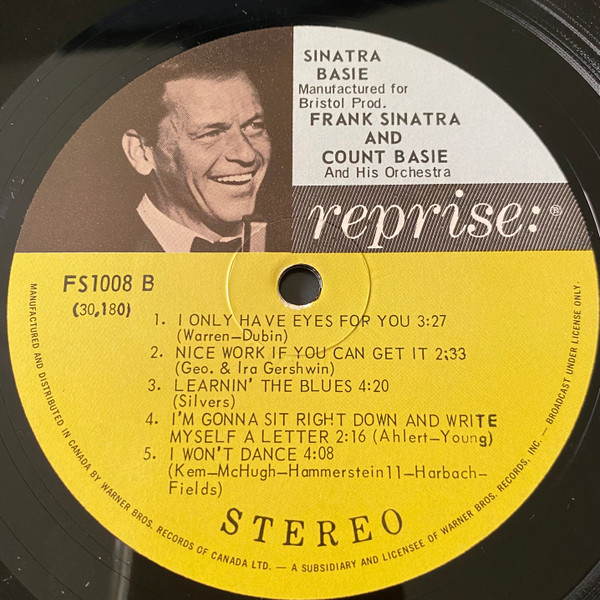 SINATRA
BASIE
Manufactured for
Bristol Prod.
FRANK SINATRA
AND
COUNT BASIE
And His Orchestra
reprise:®
FS1008 B
(30,180)
1. I ONLY HAVE EYES FOR YOU 3:27
(Warren—Dubin)
2. NICE WORK IF YOU CAN GET IT 2:33
(Geo. & Ira Gershwin)
3. LEARNIN' THE BLUES 4:20
(Silvers)
4. I'M GONNA SIT RIGHT DOWN AND WRITE
MYSELF A LETTER 2:16 (Ahlert—Young)
5. I WON'T DANCE 4:08
(Kem—McHugh—Hammerstein11—Harbach-
Fields)
STEREO
MANUFACTURED AND DISTRIBUTED IN CANADA BY WARNER BROS. RECORDS OF CANADA LTD. — A SUBSIDIARY AND LICENSEE OF WARNER BROS. RECORDS, INC. — BROADCAST UNDER LICENSE ONLY.